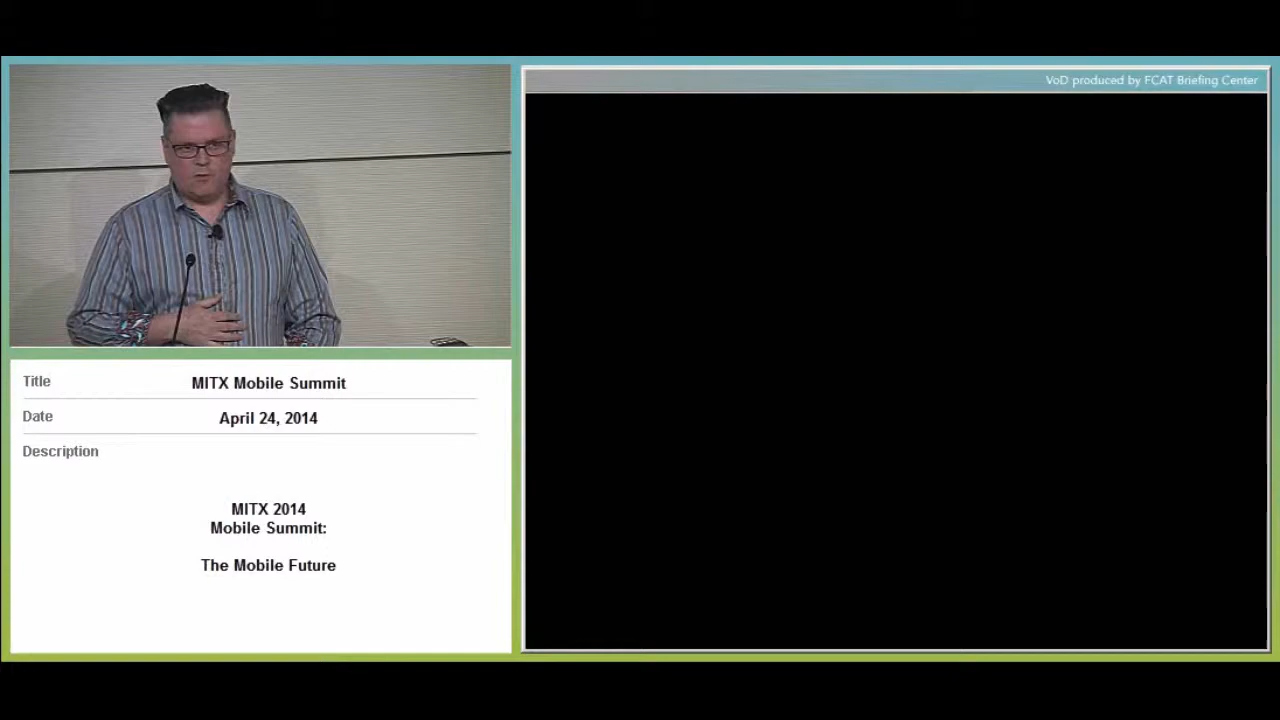 VoD produced by FCAT Briefing Center
Title
MITX Mobile Summit
Date
April 24, 2014
Description
MITX 2014
Mobile Summit:
The Mobile Future